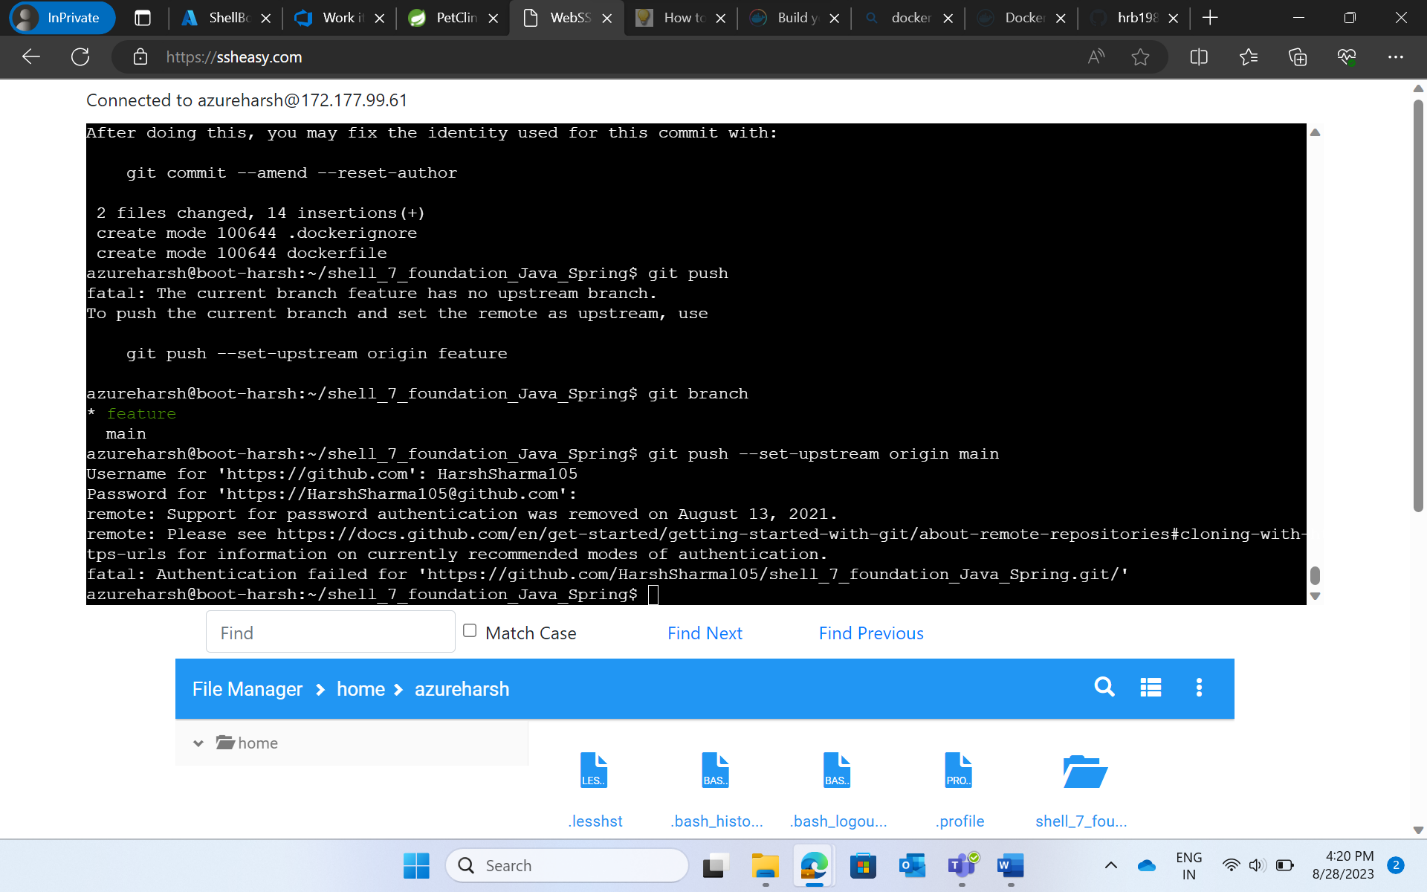 InPrivate
ShellBo
Work it
PetClin
WebSS
How to
Build y
docker
Docke
hrb198
https://ssheasy.com
Connected to azureharsh@172.177.99.61
After doing this, you may fix the identity used for this commit with:
git commit --amend --reset-author
2 files changed, 14 insertions(+)
create mode 100644 .dockerignore
create mode 100644 dockerfile
azureharsh@boot-harsh:~/shell_7_foundation_Java_Spring$ git push
fatal: The current branch feature has no upstream branch.
To push the current branch and set the remote as upstream, use
git push --set-upstream origin feature
azureharsh@boot-harsh:~/shell_7_foundation_Java_Spring$ git branch
* feature
main
azureharsh@boot-harsh:~/shell_7_foundation_Java_Spring$ git push --set-upstream origin main
Username for 'https://github.com': HarshSharma105
Password for 'https://HarshSharma105@github.com':
remote: Support for password authentication was removed on August 13, 2021.
remote: Please see https://docs.github.com/en/get-started/getting-started-with-git/about-remote-repositories#cloning-with-
tps-urls for information on currently recommended modes of authentication.
fatal: Authentication failed for 'https://github.com/HarshSharma105/shell_7_foundation_Java_Spring.git/'
azureharsh@boot-harsh:~/shell_7_foundation_Java_Spring$
Find
Match Case
Find Next
Find Previous
File Manager > home > azureharsh
home
LES..
BAS..
BAS..
PRO..
.lesshst
.bash_histo...
.bash_logou...
.profile
shell_7_fou...
Search
ENG
IN
4:20 PM
8/28/2023
2